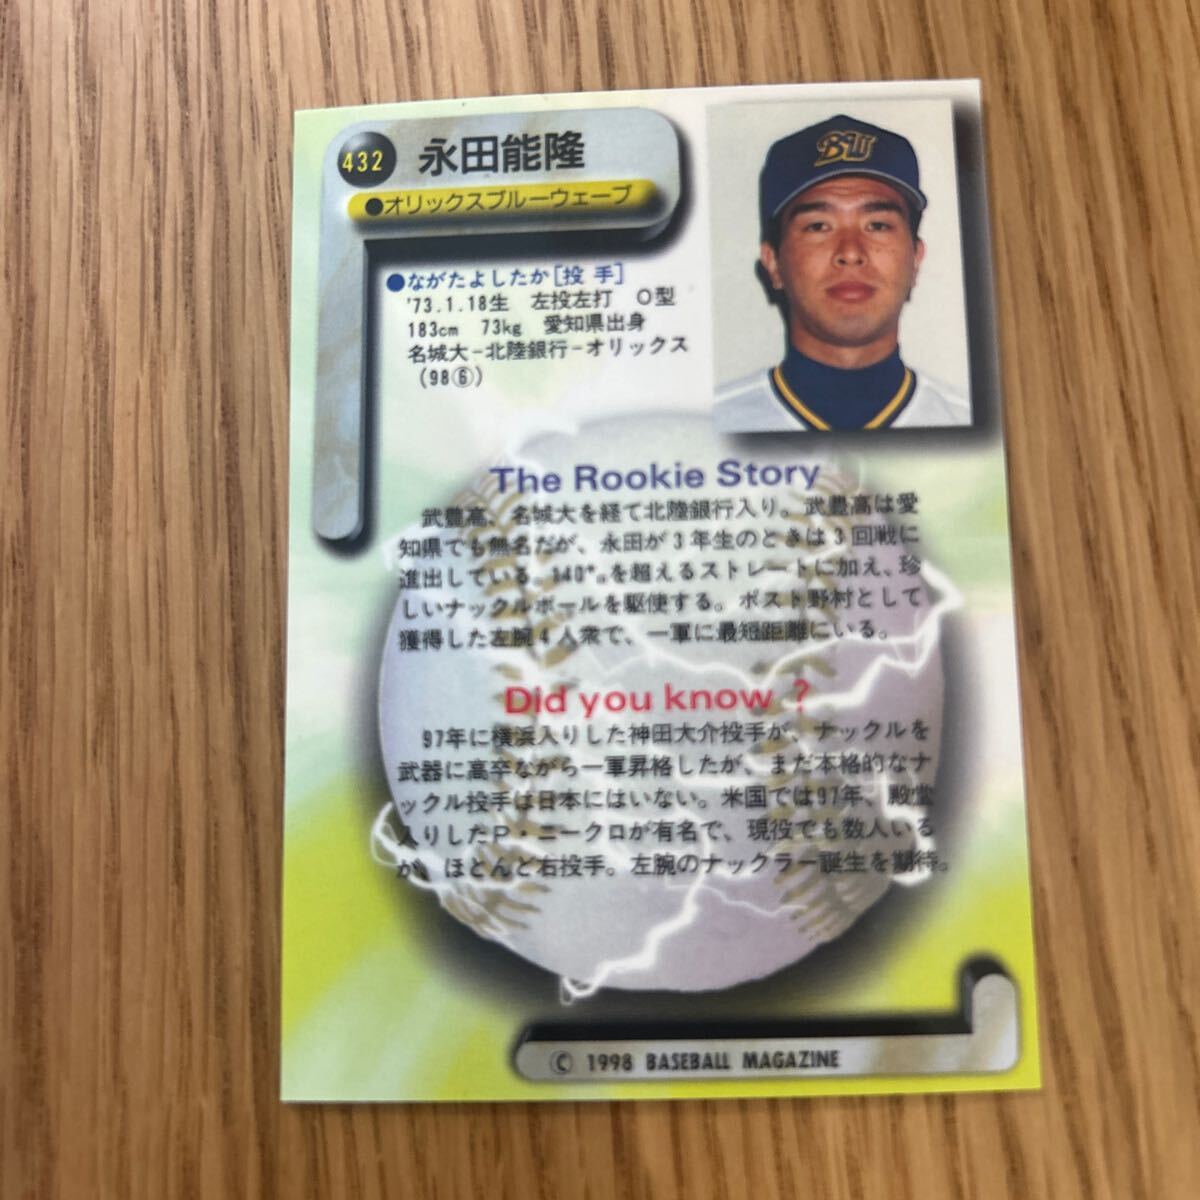 432 永田能隆
●オリックスブルーウェーブ
BW
●ながたよしたか[投 手]
'73.1.18生 左投左打 O型
183cm 73kg 愛知県出身
名城大-北陸銀行-オリックス
(98⑥)
The Rookie Story
武豊高、名城大を経て北陸銀行入り。武豊高は愛
知県でも無名だが、永田が3年生のときは3回戦に
進出している。140㌔を超えるストレートに加え、珍
しいナックルボールを駆使する。ポスト野村として
獲得した左腕4人衆で、一軍に最短距離にいる。
Did you know ?
97年に横浜入りした神田大介投手が、ナックルを
武器に高卒ながら一軍昇格したが、まだ本格的なナ
ックル投手は日本にはいない。米国では97年、殿堂
入りしたP・ニークロが有名で、現役でも数人いる
が、ほとんど右投手。左腕のナックラー誕生を期待。
© 1998 BASEBALL MAGAZINE